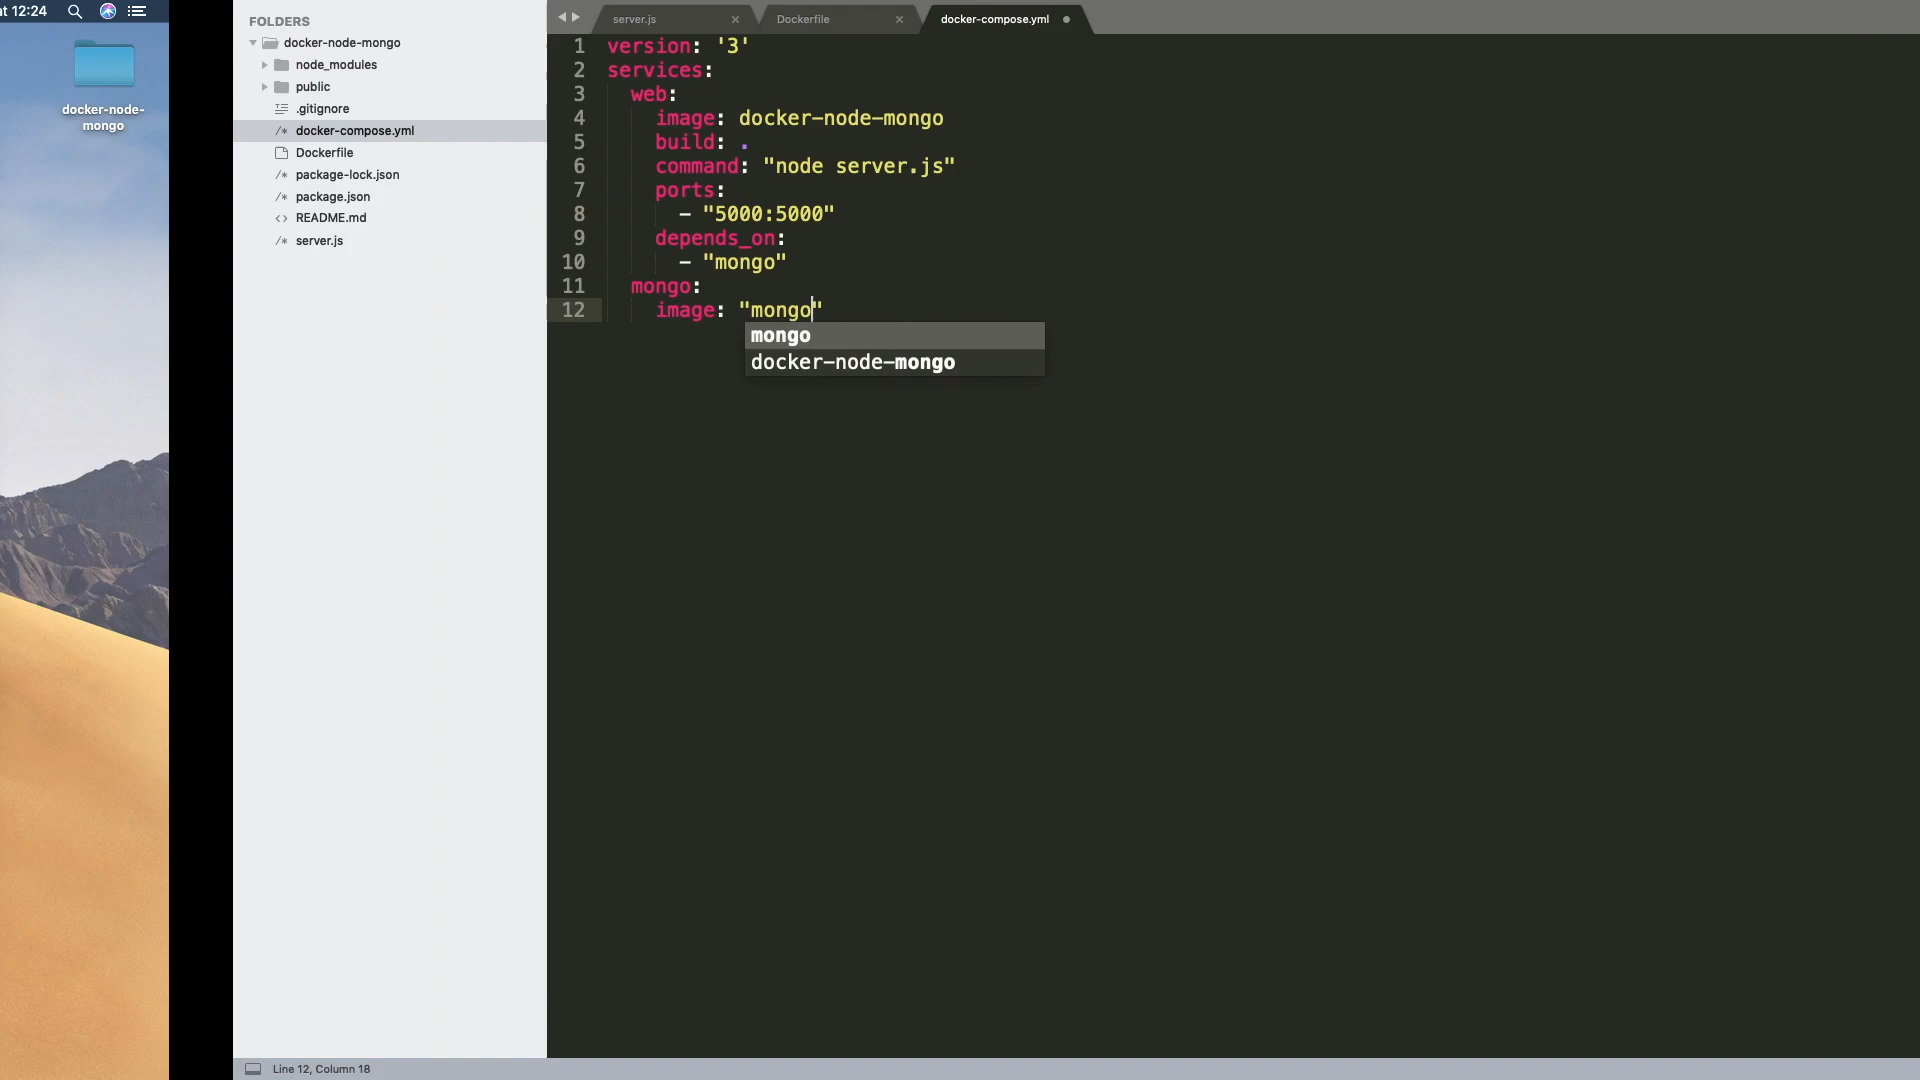 at 12:24
docker-node-
mongo
FOLDERS
docker-node-mongo
node_modules
public
.gitignore
docker-compose.yml
Dockerfile
package-lock.json
package.json
README.md
server.js
server.js
Dockerfile
docker-compose.yml
1 version: '3'
2 services:
3 web:
4 image: docker-node-mongo
5 build: .
6 command: "node server.js"
7 ports:
8 - "5000:5000"
9 depends_on:
10 - "mongo"
11 mongo:
12 image: "mongo"
mongo
docker-node-mongo
Line 12, Column 18